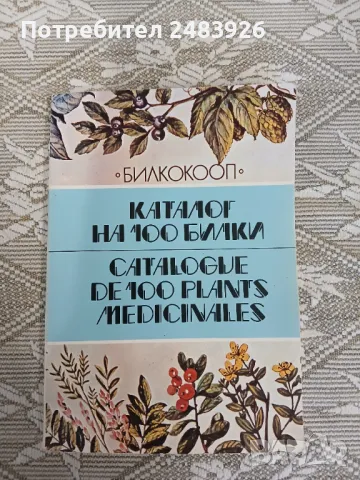 Потребител 2483926
◦БИЛКОКООП◦
КАТАЛОГ
НА 100 БИЛКИ
CATALOGUE
DE 100 PLANTS
MEDICINALES